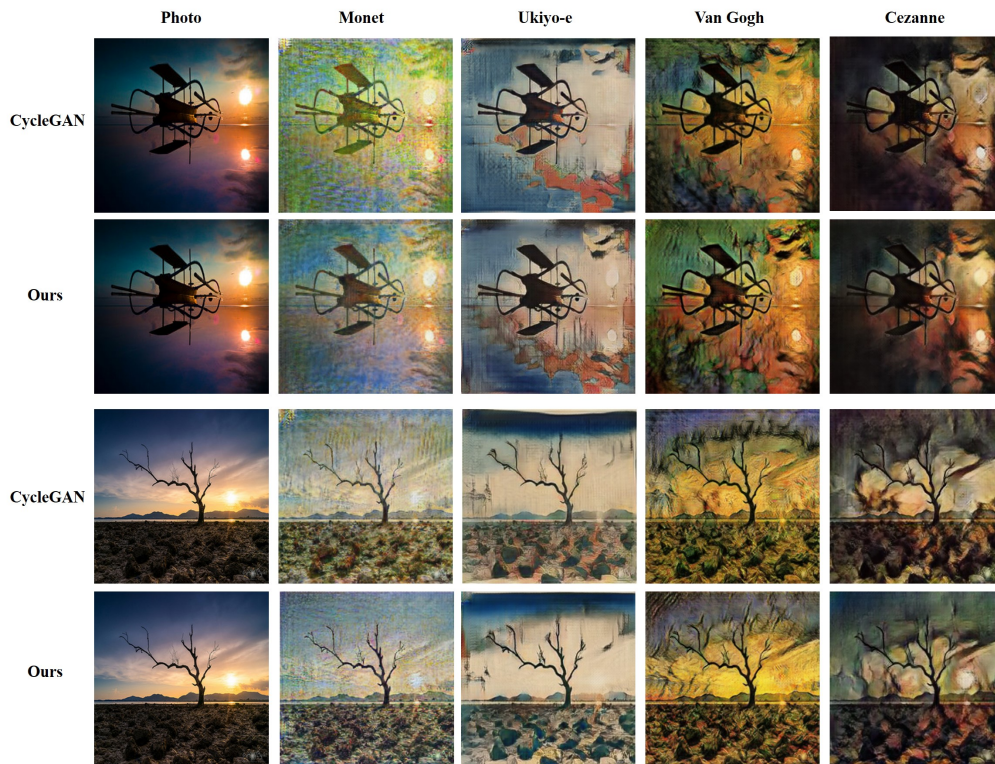 Photo Monet Ukiyo-e Van Gogh Cezanne
CycleGAN
Ours
CycleGAN
Ours